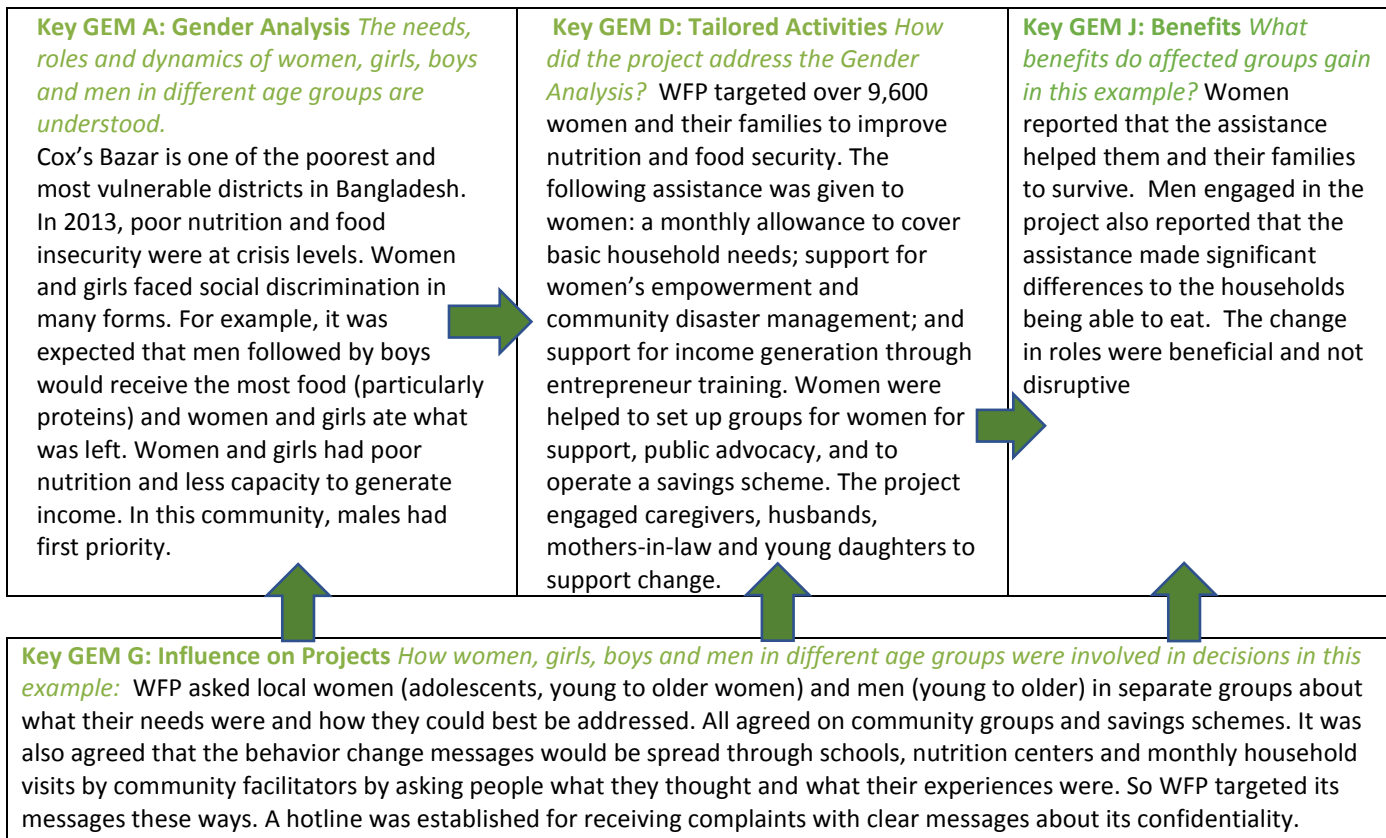 Key GEM A: Gender Analysis The needs,
roles and dynamics of women, girls, boys
and men in different age groups are
understood.
Cox’s Bazar is one of the poorest and
most vulnerable districts in Bangladesh.
In 2013, poor nutrition and food
insecurity were at crisis levels. Women
and girls faced social discrimination in
many forms. For example, it was
expected that men followed by boys
would receive the most food (particularly
proteins) and women and girls ate what
was left. Women and girls had poor
nutrition and less capacity to generate
income. In this community, males had
first priority.
Key GEM D: Tailored Activities How
did the project address the Gender
Analysis? WFP targeted over 9,600
women and their families to improve
nutrition and food security. The
following assistance was given to
women: a monthly allowance to cover
basic household needs; support for
women’s empowerment and
community disaster management; and
support for income generation through
entrepreneur training. Women were
helped to set up groups for women for
support, public advocacy, and to
operate a savings scheme. The project
engaged caregivers, husbands,
mothers-in-law and young daughters to
support change.
Key GEM J: Benefits What
benefits do affected groups gain
in this example? Women
reported that the assistance
helped them and their families
to survive. Men engaged in the
project also reported that the
assistance made significant
differences to the households
being able to eat. The change
in roles were beneficial and not
disruptive
Key GEM G: Influence on Projects How women, girls, boys and men in different age groups were involved in decisions in this
example: WFP asked local women (adolescents, young to older women) and men (young to older) in separate groups about
what their needs were and how they could best be addressed. All agreed on community groups and savings schemes. It was
also agreed that the behavior change messages would be spread through schools, nutrition centers and monthly household
visits by community facilitators by asking people what they thought and what their experiences were. So WFP targeted its
messages these ways. A hotline was established for receiving complaints with clear messages about its confidentiality.